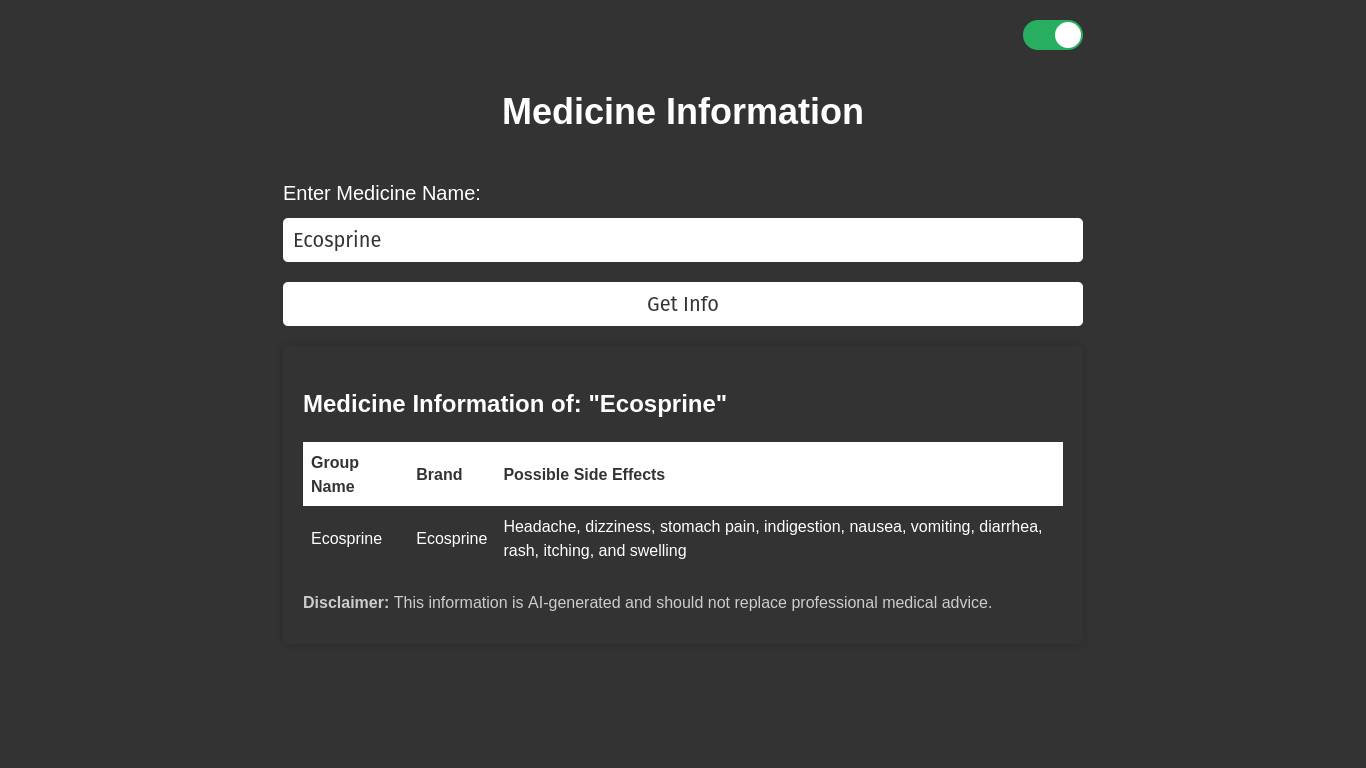 Medicine Information
Enter Medicine Name:
Ecosprine
Get Info
Medicine Information of: "Ecosprine"
Group
Name
Brand
Possible Side Effects
Ecosprine
Ecosprine
Headache, dizziness, stomach pain, indigestion, nausea, vomiting, diarrhea,
rash, itching, and swelling
Disclaimer: This information is AI-generated and should not replace professional medical advice.